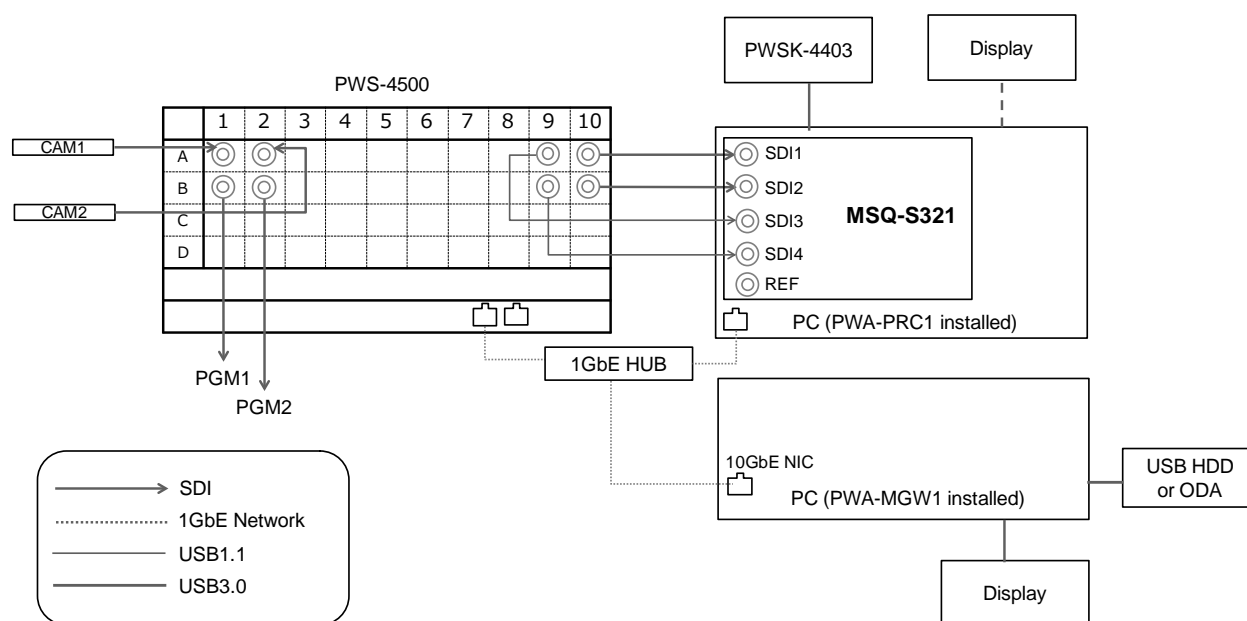 PWS-4500
1 2 3 4 5 6 7 8 9 10
A
B
C
D
CAM1
CAM2
PGM1
PGM2
PWSK-4403
Display
SDI1
SDI2
SDI3
SDI4
REF
MSQ-S321
PC (PWA-PRC1 installed)
1GbE HUB
10GbE NIC
PC (PWA-MGW1 installed)
USB HDD
or ODA
Display
SDI
1GbE Network
USB1.1
USB3.0